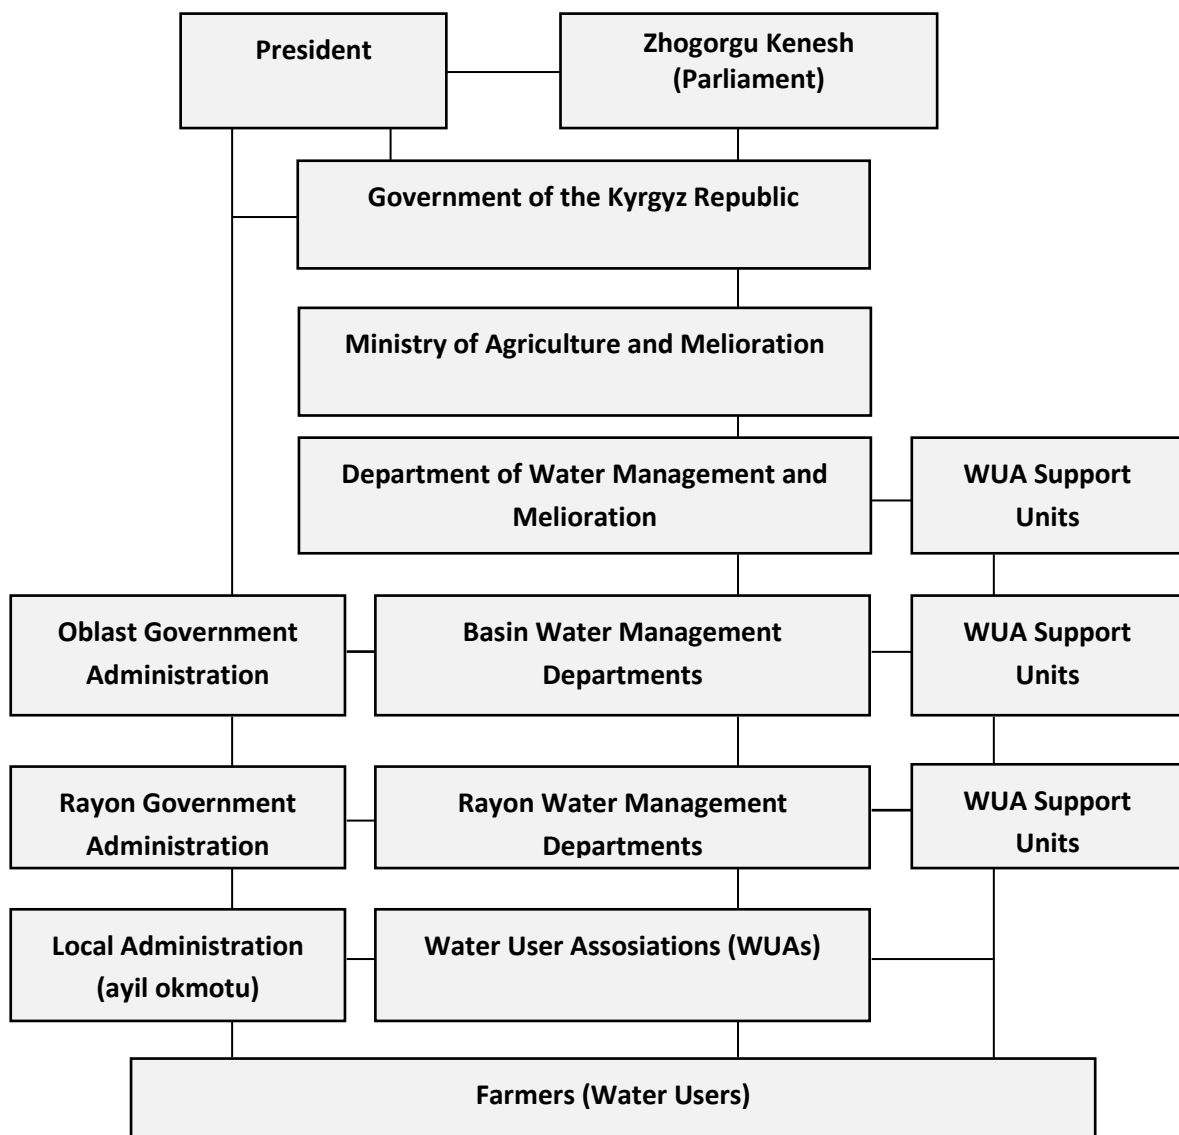 President
Zhogorgu Kenesh
(Parliament)
Government of the Kyrgyz Republic
Ministry of Agriculture and Melioration
Department of Water Management and
Melioration
WUA Support
Units
Oblast Government
Administration
Basin Water Management
Departments
WUA Support
Units
Rayon Government
Administration
Rayon Water Management
Departments
WUA Support
Units
Local Administration
(ayil okmotu)
Water User Assosiations (WUAs)
Farmers (Water Users)